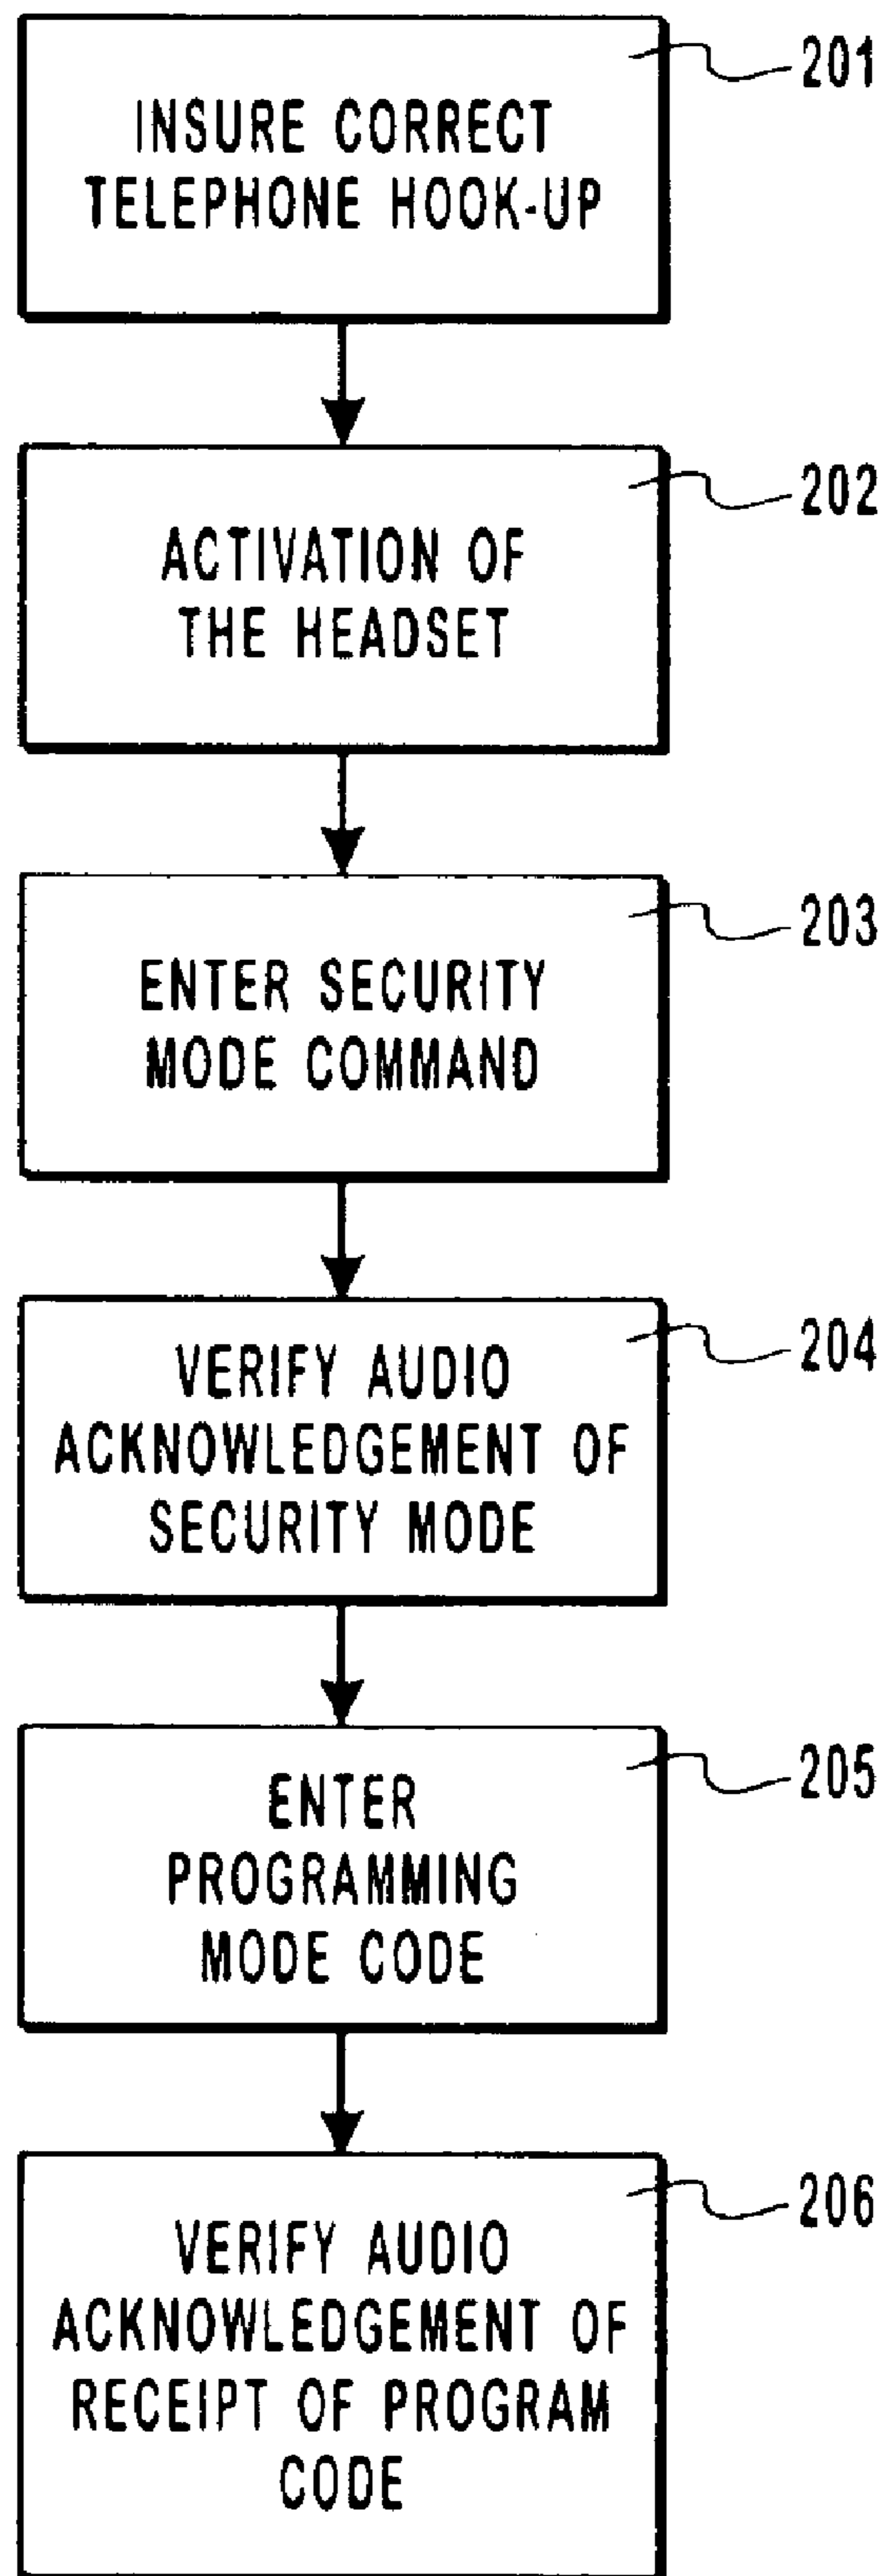 201
INSURE CORRECT
TELEPHONE HOOK-UP
202
ACTIVATION OF
THE HEADSET
203
ENTER SECURITY
MODE COMMAND
204
VERIFY AUDIO
ACKNOWLEDGEMENT OF
SECURITY MODE
205
ENTER
PROGRAMMING
MODE CODE
206
VERIFY AUDIO
ACKNOWLEDGEMENT OF
RECEIPT OF PROGRAM
CODE